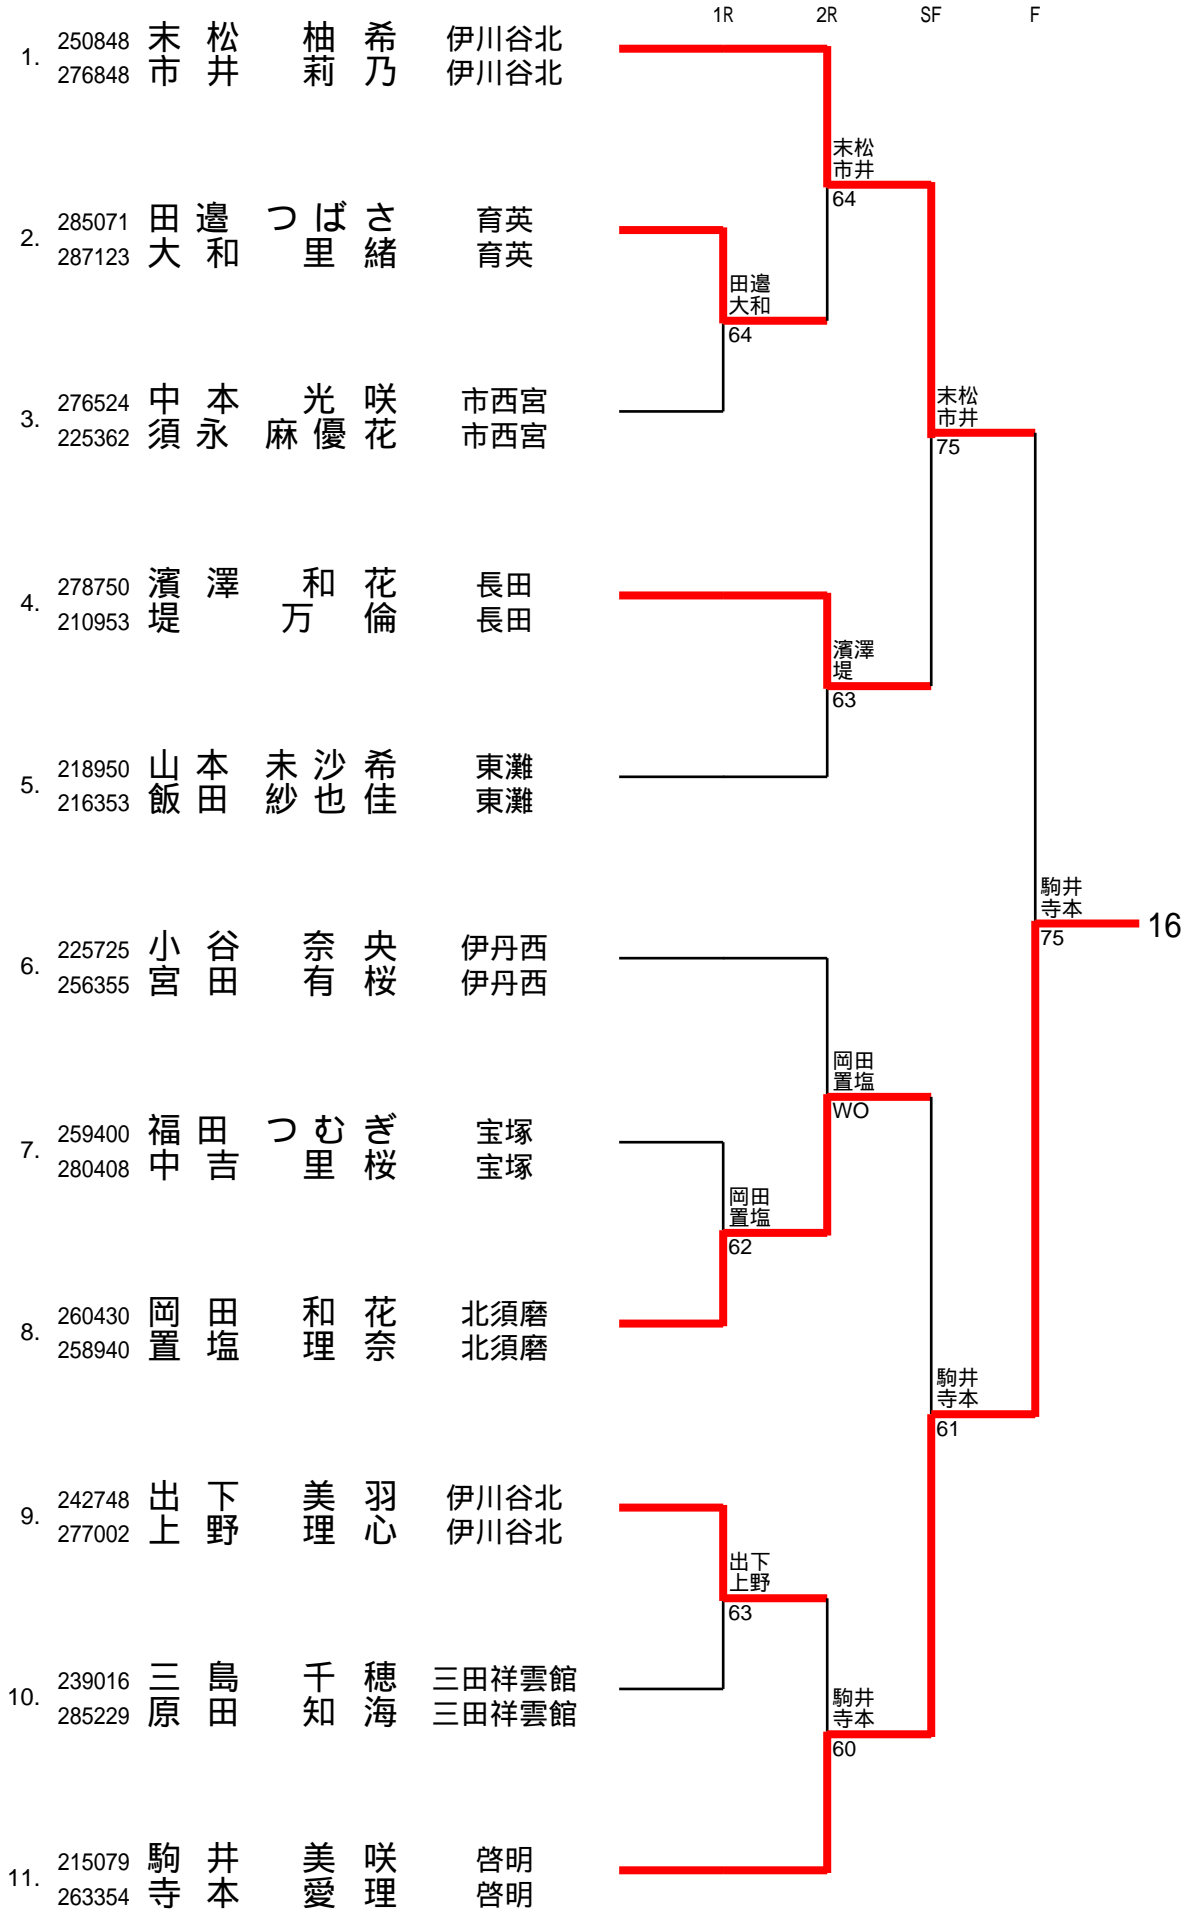 1R 2R SF F
1. 250848 末松 柚希 伊川谷北
276848 市井 莉乃 伊川谷北
末松
市井
64
2. 285071 田邉 つばさ 育英
287123 大和 里緒 育英
田邉
大和
64
3. 276524 中本 光咲 市西宮
225362 須永 麻優花 市西宮
末松
市井
75
4. 278750 濱澤 和花 長田
210953 堤 万倫 長田
濱澤
堤
63
5. 218950 山本 未沙希 東灘
216353 飯田 紗也佳 東灘
駒井
寺本
75
16
6. 225725 小谷 奈央 伊丹西
256355 宮田 有桜 伊丹西
岡田
置塩
WO
7. 259400 福田 つむぎ 宝塚
280408 中吉 里桜 宝塚
岡田
置塩
62
8. 260430 岡田 和花 北須磨
258940 置塩 理奈 北須磨
駒井
寺本
61
9. 242748 出下 美羽 伊川谷北
277002 上野 理心 伊川谷北
出下
上野
63
10. 239016 三島 千穂 三田祥雲館
285229 原田 知海 三田祥雲館
駒井
寺本
60
11. 215079 駒井 美咲 啓明
263354 寺本 愛理 啓明